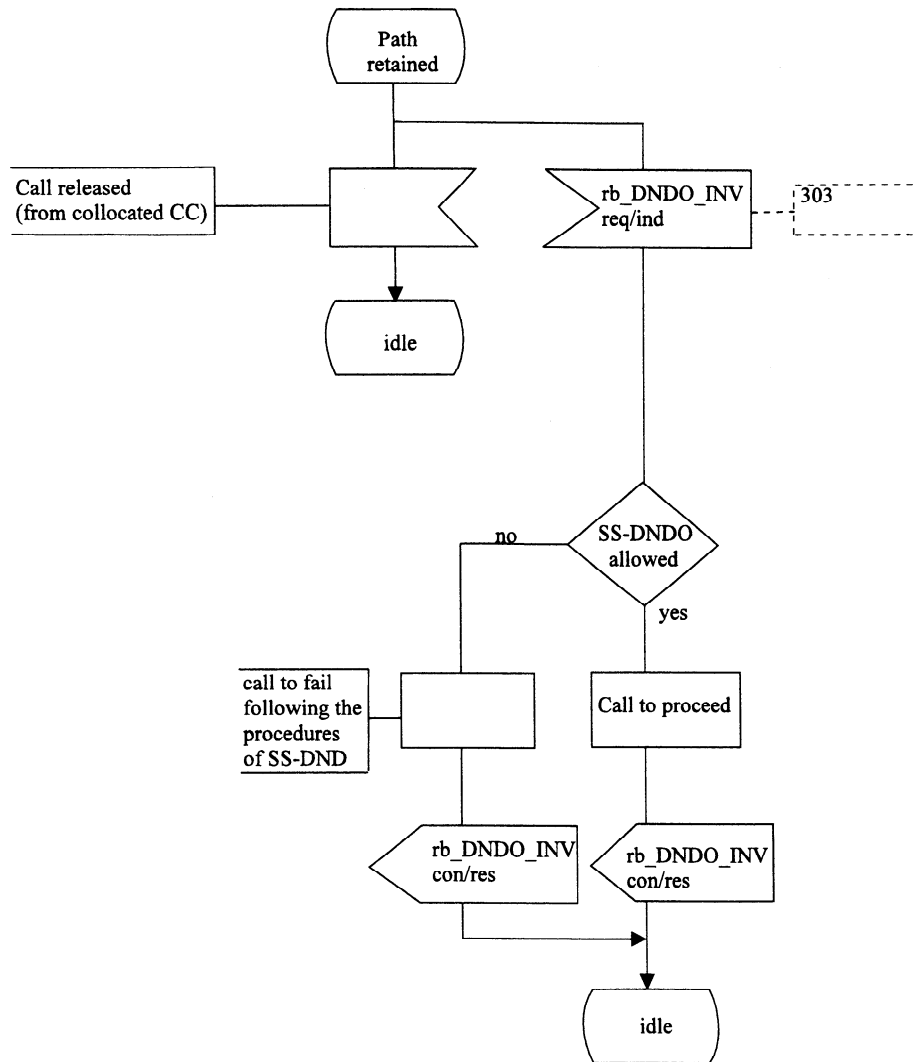 Path
retained
Call released
(from collocated CC)
rb_DNDO_INV
req/ind
303
idle
SS-DNDO
allowed
no
yes
call to fail
following the
procedures
of SS-DND
Call to proceed
rb_DNDO_INV
con/res
rb_DNDO_INV
con/res
idle